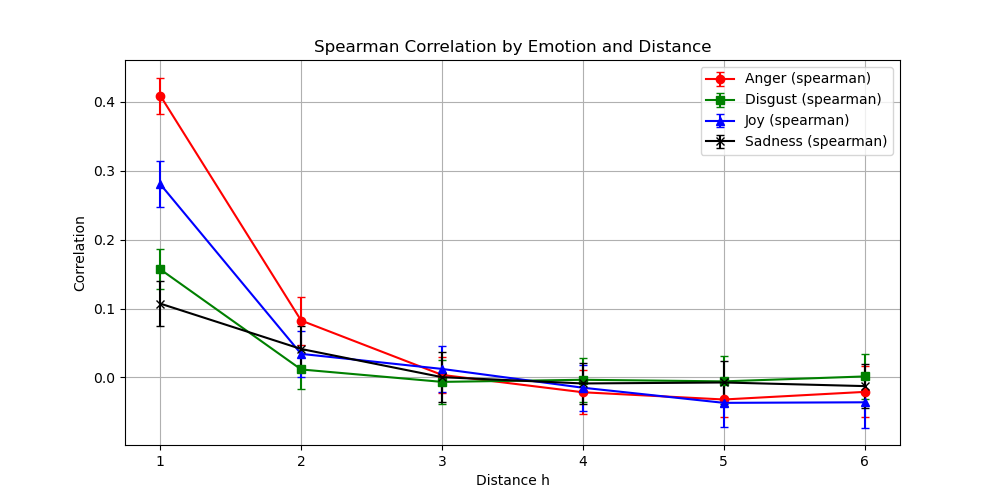 Spearman Correlation by Emotion and Distance
Anger (spearman)
Disgust (spearman)
Joy (spearman)
Sadness (spearman)
Correlation
0.4
0.3
0.2
0.1
0.0
1 2 3 4 5 6
Distance h